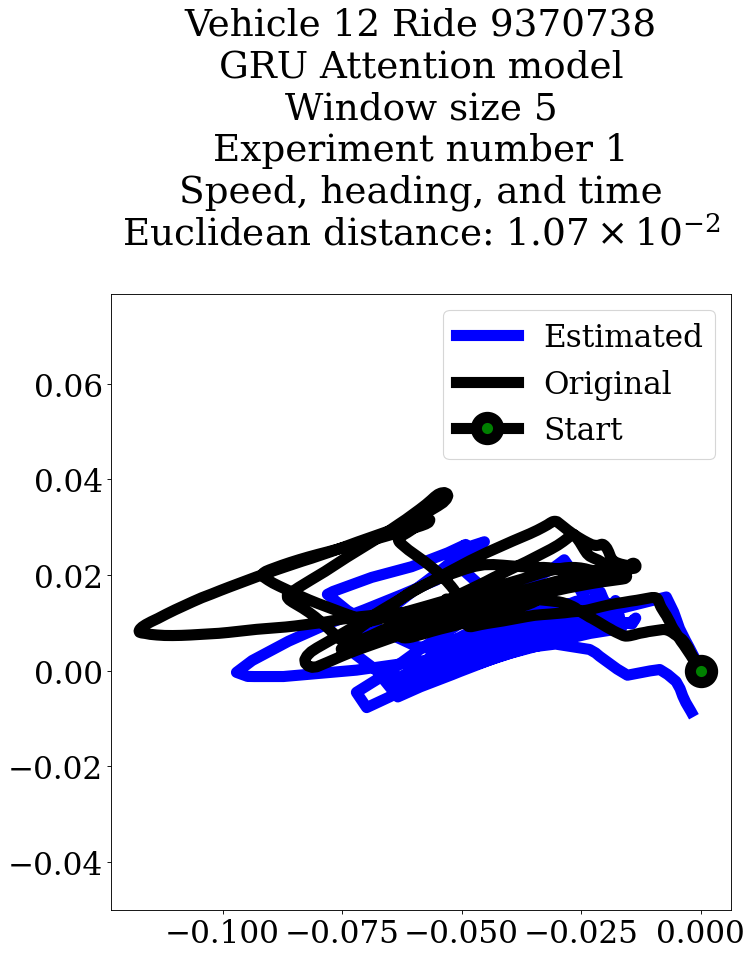 Vehicle 12 Ride 9370738
GRU Attention model
Window size 5
Experiment number 1
Speed, heading, and time
Euclidean distance: 1.07 × 10⁻²
Estimated
Original
Start
0.06
0.04
0.02
0.00
−0.02
−0.04
−0.100 −0.075 −0.050 −0.025 0.000